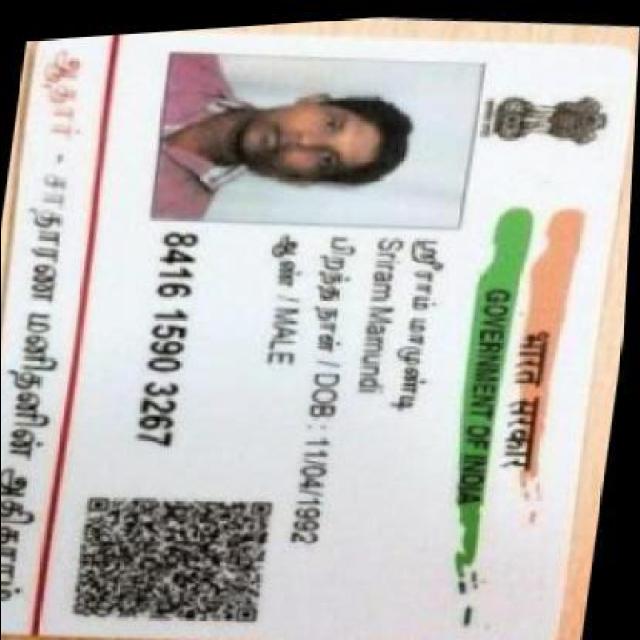 भारत सरकार
GOVERNMENT OF INDIA
ஸ்ரீ ராம் மாமுண்டி
Sriram Mamundi
பிறந்த நாள் / DOB : 11/04/1992
ஆண் / MALE
8416 1590 3267
ஆதார் - சாதாரண மனிதனின் அதிகாரம்